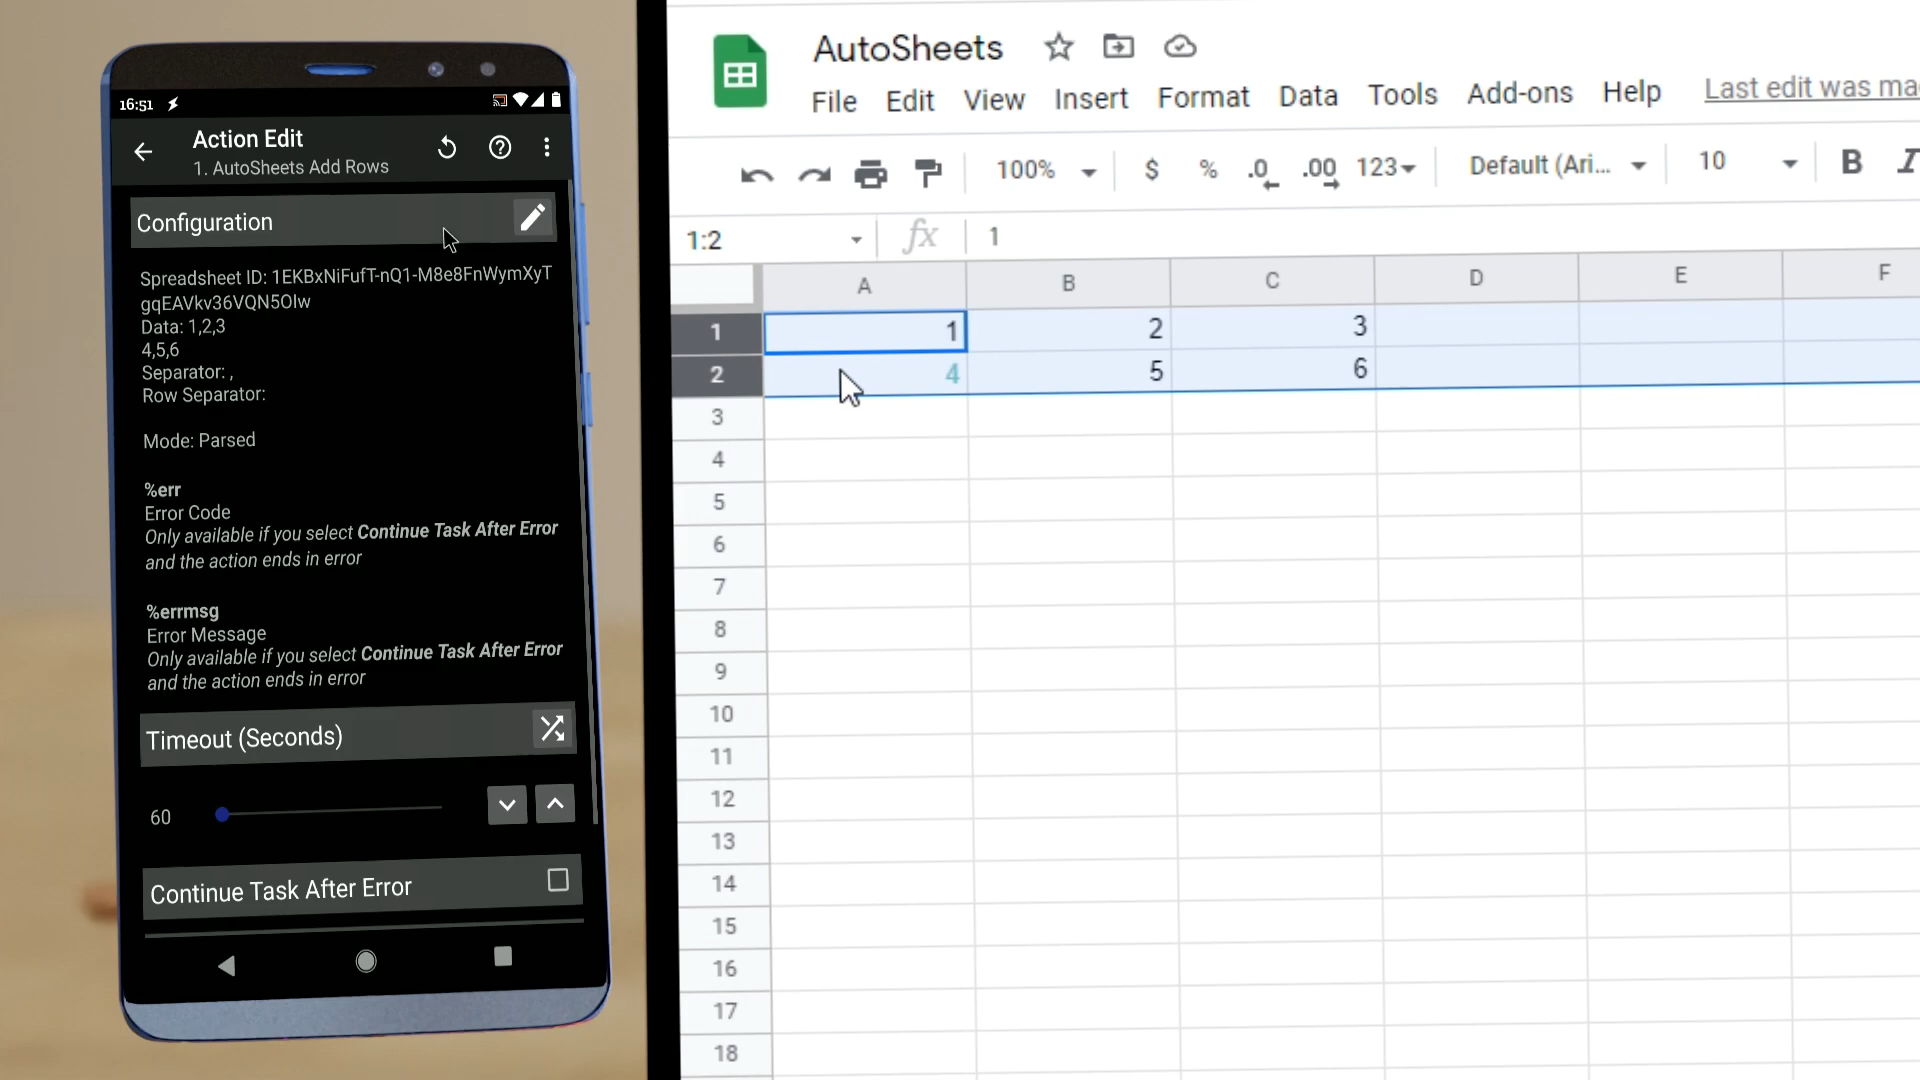 16:51
Action Edit
1. AutoSheets Add Rows
Configuration
Spreadsheet ID: 1EKBxNiFufT-nQ1-M8e8FnWymXyT
gqEAVkv36VQN5OIw
Data: 1,2,3
4,5,6
Separator: ,
Row Separator:
Mode: Parsed
%err
Error Code
Only available if you select Continue Task After Error
and the action ends in error
%errmsg
Error Message
Only available if you select Continue Task After Error
and the action ends in error
Timeout (Seconds)
60
Continue Task After Error
AutoSheets
File Edit View Insert Format Data Tools Add-ons Help Last edit was ma
100% $ % .0 .00 123 Default (Ari... 10 B I
1:2 fx 1
A B C D E F
1 1 2 3
2 4 5 6
3
4
5
6
7
8
9
10
11
12
13
14
15
16
17
18